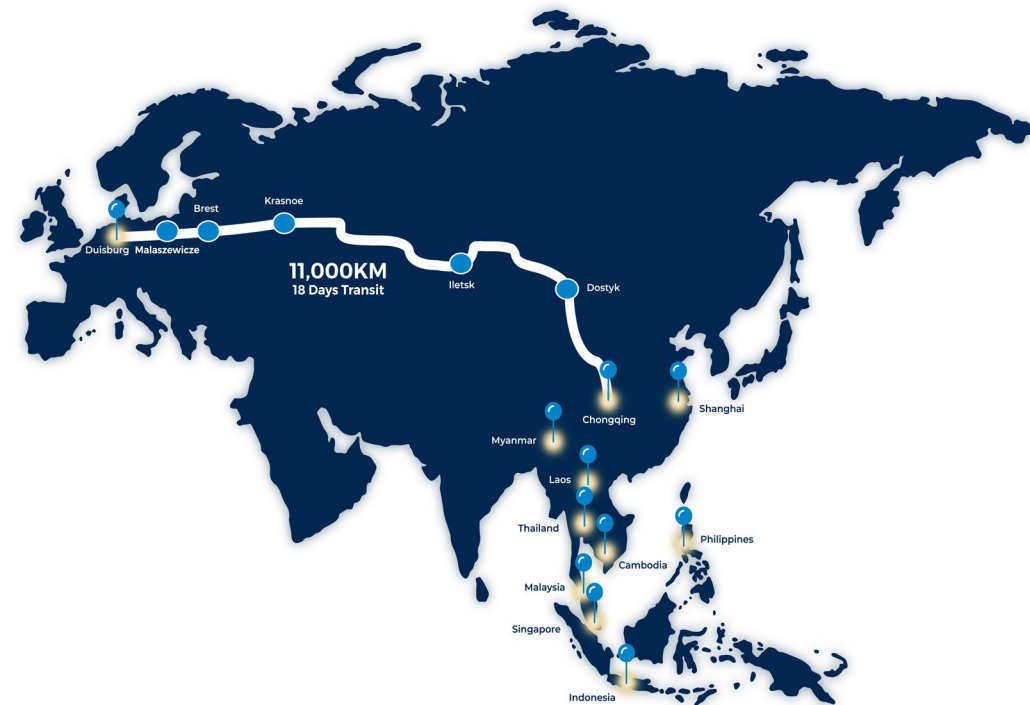 Krasnoe
Brest
Duisburg
Malaszewicze
11,000KM
18 Days Transit
Iletsk
Dostyk
Chongqing
Shanghai
Myanmar
Laos
Thailand
Philippines
Cambodia
Malaysia
Singapore
Indonesia